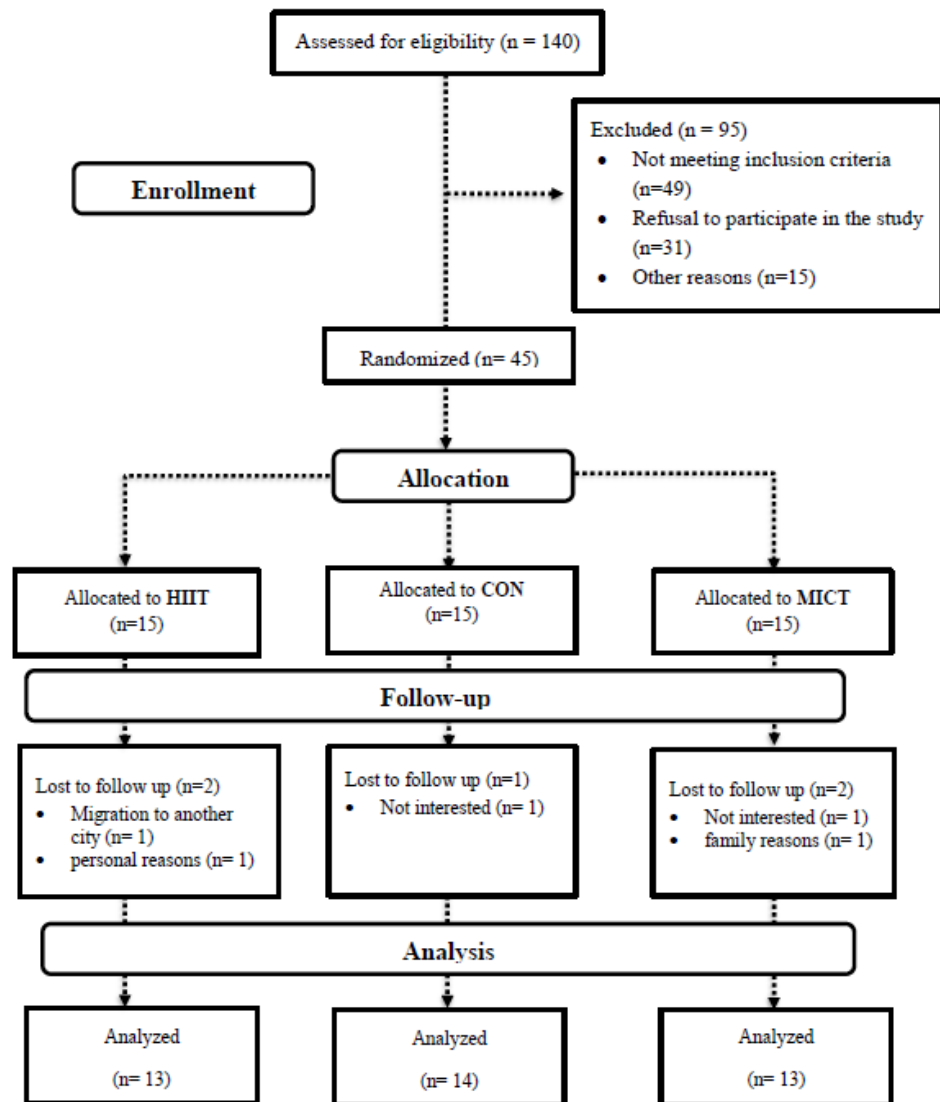 Assessed for eligibility (n = 140)
Excluded (n = 95)
• Not meeting inclusion criteria
(n=49)
• Refusal to participate in the study
(n=31)
• Other reasons (n=15)
Enrollment
Randomized (n= 45)
Allocation
Allocated to HIIT
(n=15)
Allocated to CON
(n=15)
Allocated to MICT
(n=15)
Follow-up
Lost to follow up (n=2)
• Migration to another
city (n= 1)
• personal reasons (n= 1)
Lost to follow up (n=1)
• Not interested (n= 1)
Lost to follow up (n=2)
• Not interested (n= 1)
• family reasons (n= 1)
Analysis
Analyzed
(n= 13)
Analyzed
(n= 14)
Analyzed
(n= 13)